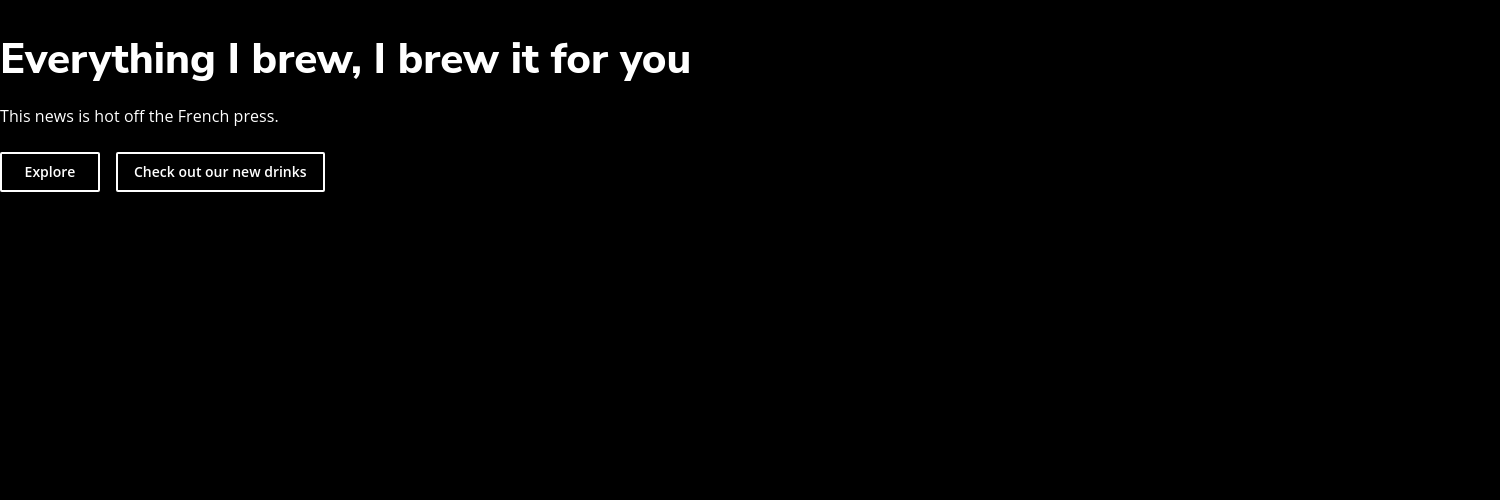 Everything I brew, I brew it for you
This news is hot off the French press.
Explore
Check out our new drinks